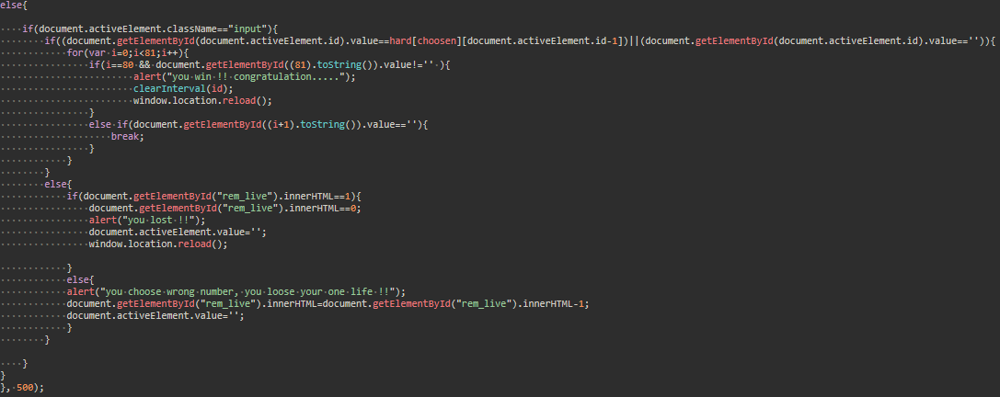 else{
if(document.activeElement.className=="input"){
if((document.getElementById(document.activeElement.id).value==hard[choosen][document.activeElement.id-1])||(document.getElementById(document.activeElement.id).value=='')){
for(var i=0;i<81;i++){
if(i==80 && document.getElementById((81).toString()).value!='' ){
alert("you win !! congratulation.....");
clearInterval(id);
window.location.reload();
}
else if(document.getElementById((i+1).toString()).value==''){
break;
}
}
}
else{
if(document.getElementById("rem_live").innerHTML==1){
document.getElementById("rem_live").innerHTML==0;
alert("you lost !!");
document.activeElement.value='';
window.location.reload();
}
else{
alert("you choose wrong number, you loose your one life !!");
document.getElementById("rem_live").innerHTML=document.getElementById("rem_live").innerHTML-1;
document.activeElement.value='';
}
}
}
}
}, 500);